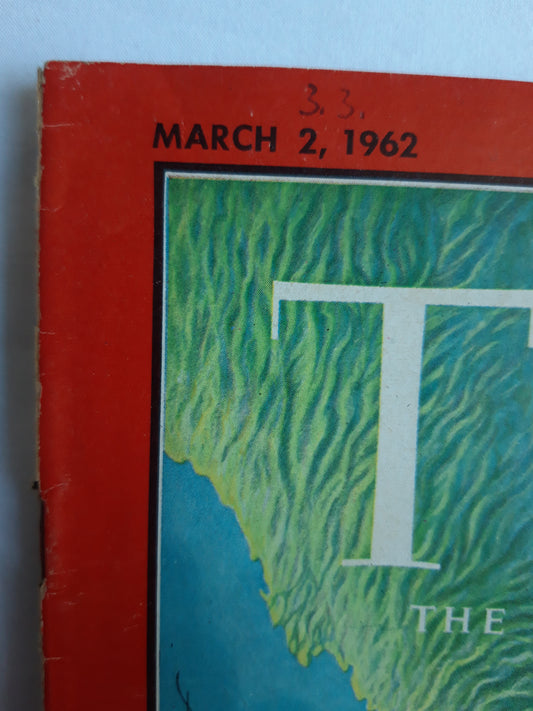 3.3.
MARCH 2, 1962
T
THE